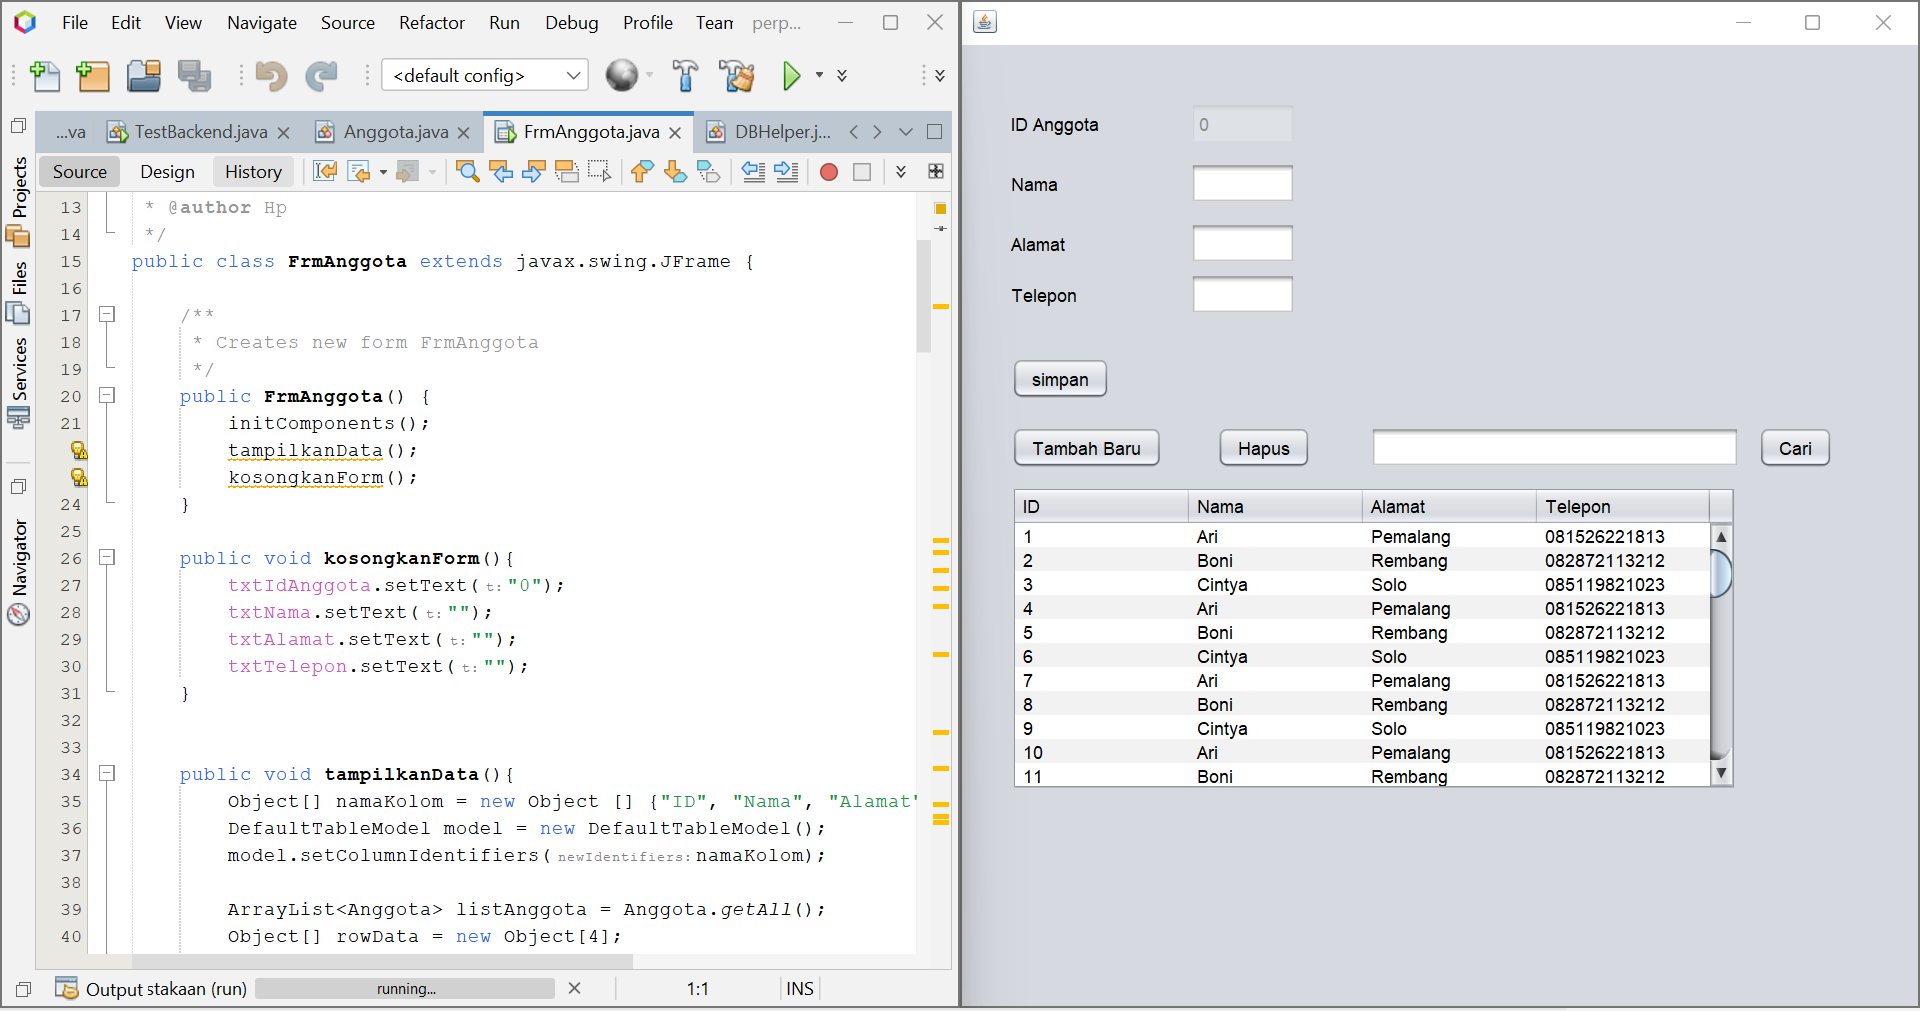 File Edit View Navigate Source Refactor Run Debug Profile Team perp...
<default config>
...va TestBackend.java Anggota.java FrmAnggota.java DBHelper.j...
Source Design History
Projects
Files
Services
Navigator
13 * @author Hp
14 */
15 public class FrmAnggota extends javax.swing.JFrame {
16
17 /**
18 * Creates new form FrmAnggota
19 */
20 public FrmAnggota() {
21 initComponents();
tampilkanData();
kosongkanForm();
24 }
25
26 public void kosongkanForm(){
27 txtIdAnggota.setText( t: "0");
28 txtNama.setText( t: "");
29 txtAlamat.setText( t: "");
30 txtTelepon.setText( t: "");
31 }
32
33
34 public void tampilkanData(){
35 Object[] namaKolom = new Object [] {"ID", "Nama", "Alamat"
36 DefaultTableModel model = new DefaultTableModel();
37 model.setColumnIdentifiers( newIdentifiers: namaKolom);
38
39 ArrayList<Anggota> listAnggota = Anggota.getAll();
40 Object[] rowData = new Object[4];
Output stakaan (run) running... 1:1 INS
ID Anggota 0
Nama
Alamat
Telepon
simpan
Tambah Baru Hapus Cari
ID Nama Alamat Telepon
1 Ari Pemalang 081526221813
2 Boni Rembang 082872113212
3 Cintya Solo 085119821023
4 Ari Pemalang 081526221813
5 Boni Rembang 082872113212
6 Cintya Solo 085119821023
7 Ari Pemalang 081526221813
8 Boni Rembang 082872113212
9 Cintya Solo 085119821023
10 Ari Pemalang 081526221813
11 Boni Rembang 082872113212